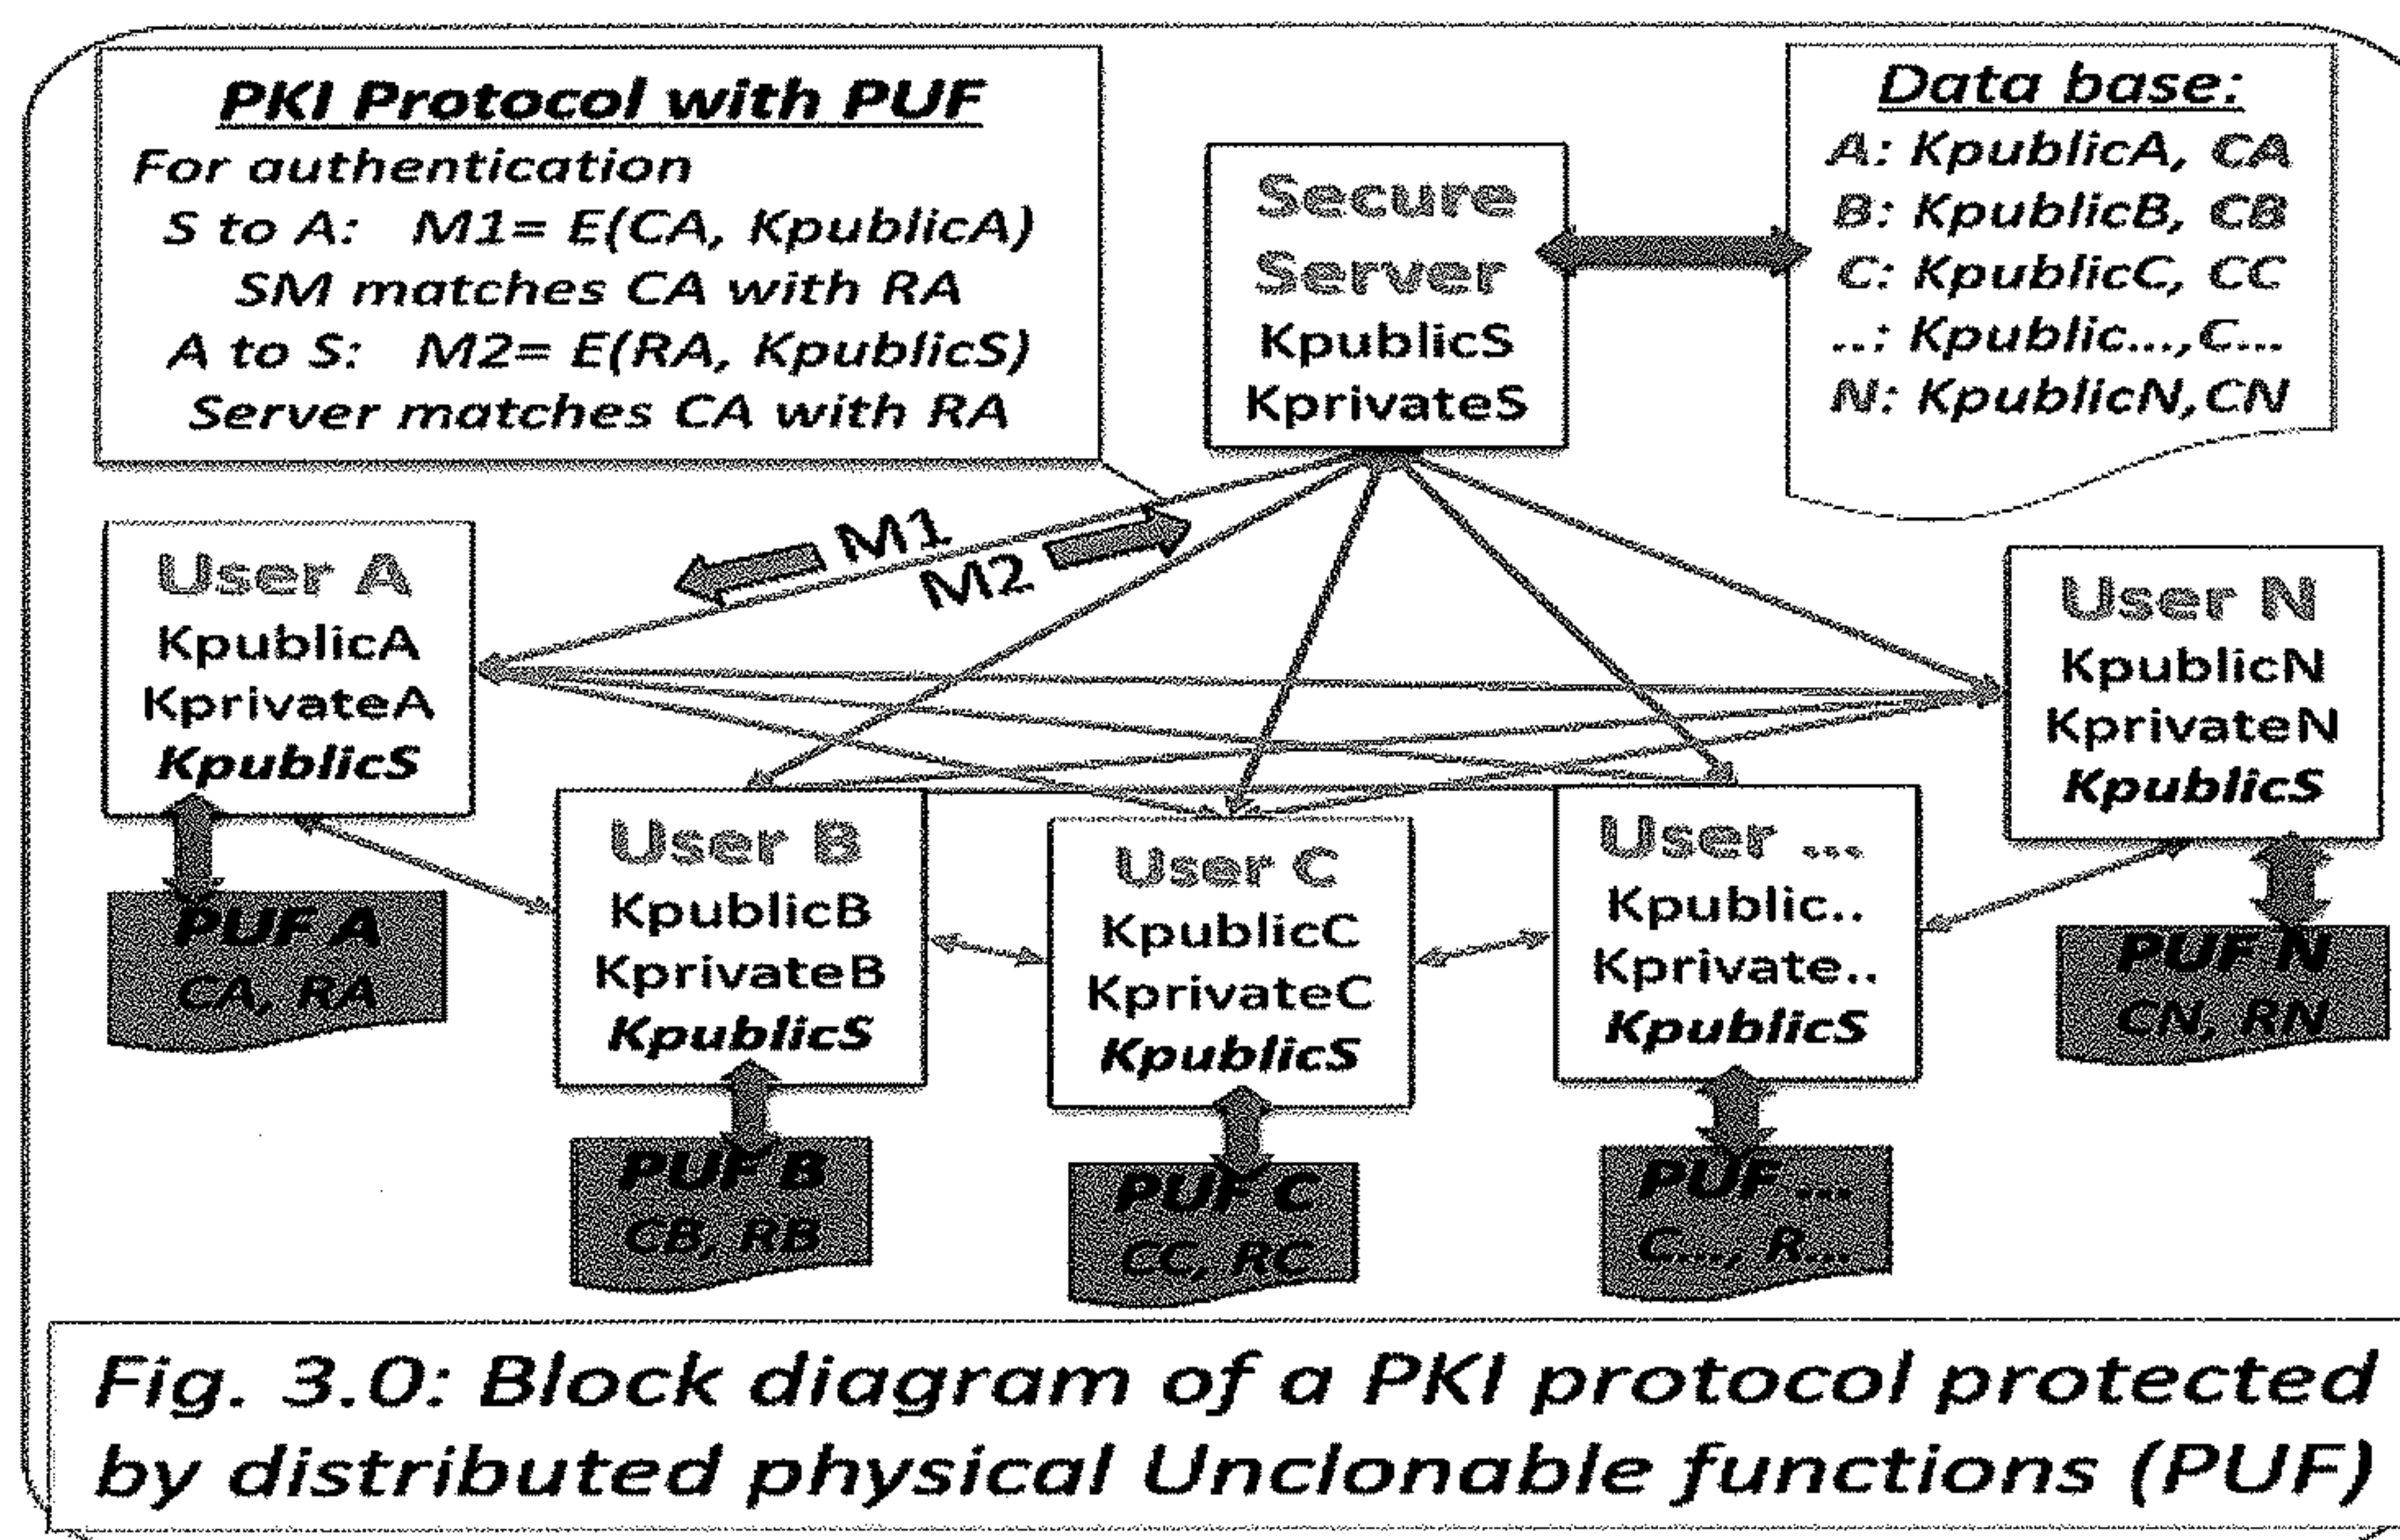 PKI Protocol with PUF
For authentication
S to A: M1= E(CA, KpublicA)
SM matches CA with RA
A to S: M2= E(RA, KpublicS)
Server matches CA with RA
Secure
Server
KpublicS
KprivateS
Data base:
A: KpublicA, CA
B: KpublicB, CB
C: KpublicC, CC
..: Kpublic...,C...
N: KpublicN,CN
M1
M2
User A
KpublicA
KprivateA
KpublicS
PUF A
CA, RA
User B
KpublicB
KprivateB
KpublicS
PUF B
CB, RB
User C
KpublicC
KprivateC
KpublicS
PUF C
CC, RC
User ...
Kpublic..
Kprivate..
KpublicS
PUF ...
C..., R...
User N
KpublicN
KprivateN
KpublicS
PUF N
CN, RN
Fig. 3.0: Block diagram of a PKI protocol protected
by distributed physical Unclonable functions (PUF)